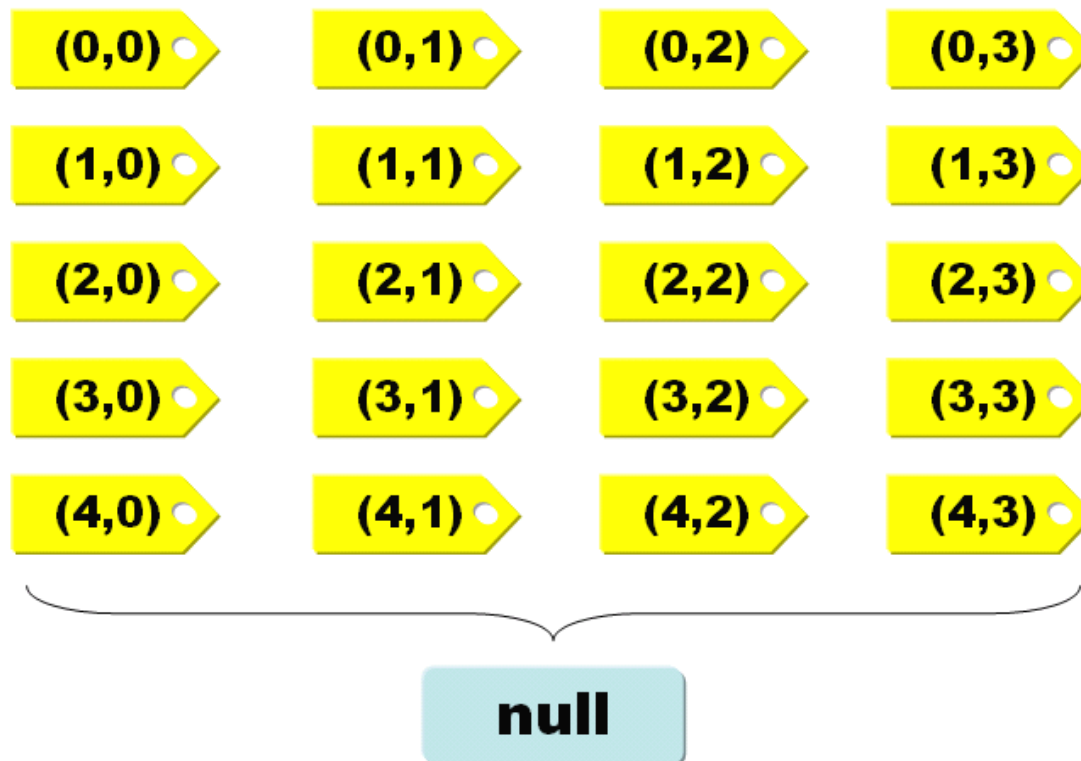 (0,0) (0,1) (0,2) (0,3)
(1,0) (1,1) (1,2) (1,3)
(2,0) (2,1) (2,2) (2,3)
(3,0) (3,1) (3,2) (3,3)
(4,0) (4,1) (4,2) (4,3)
null